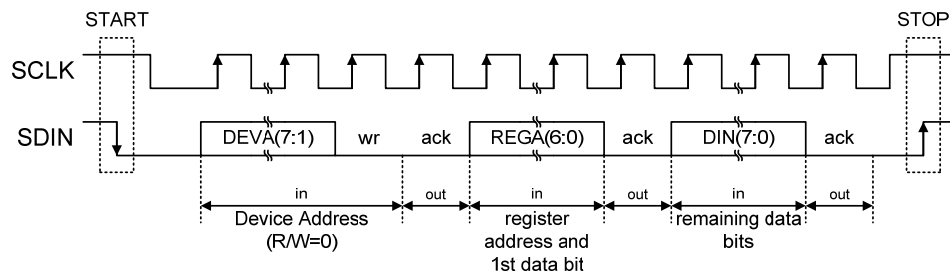 START
STOP
SCLK
SDIN
DEVA(7:1)
wr
ack
REGA(6:0)
ack
DIN(7:0)
ack
in
out
in
out
in
out
Device Address
(R/W=0)
register
address and
1st data bit
remaining data
bits